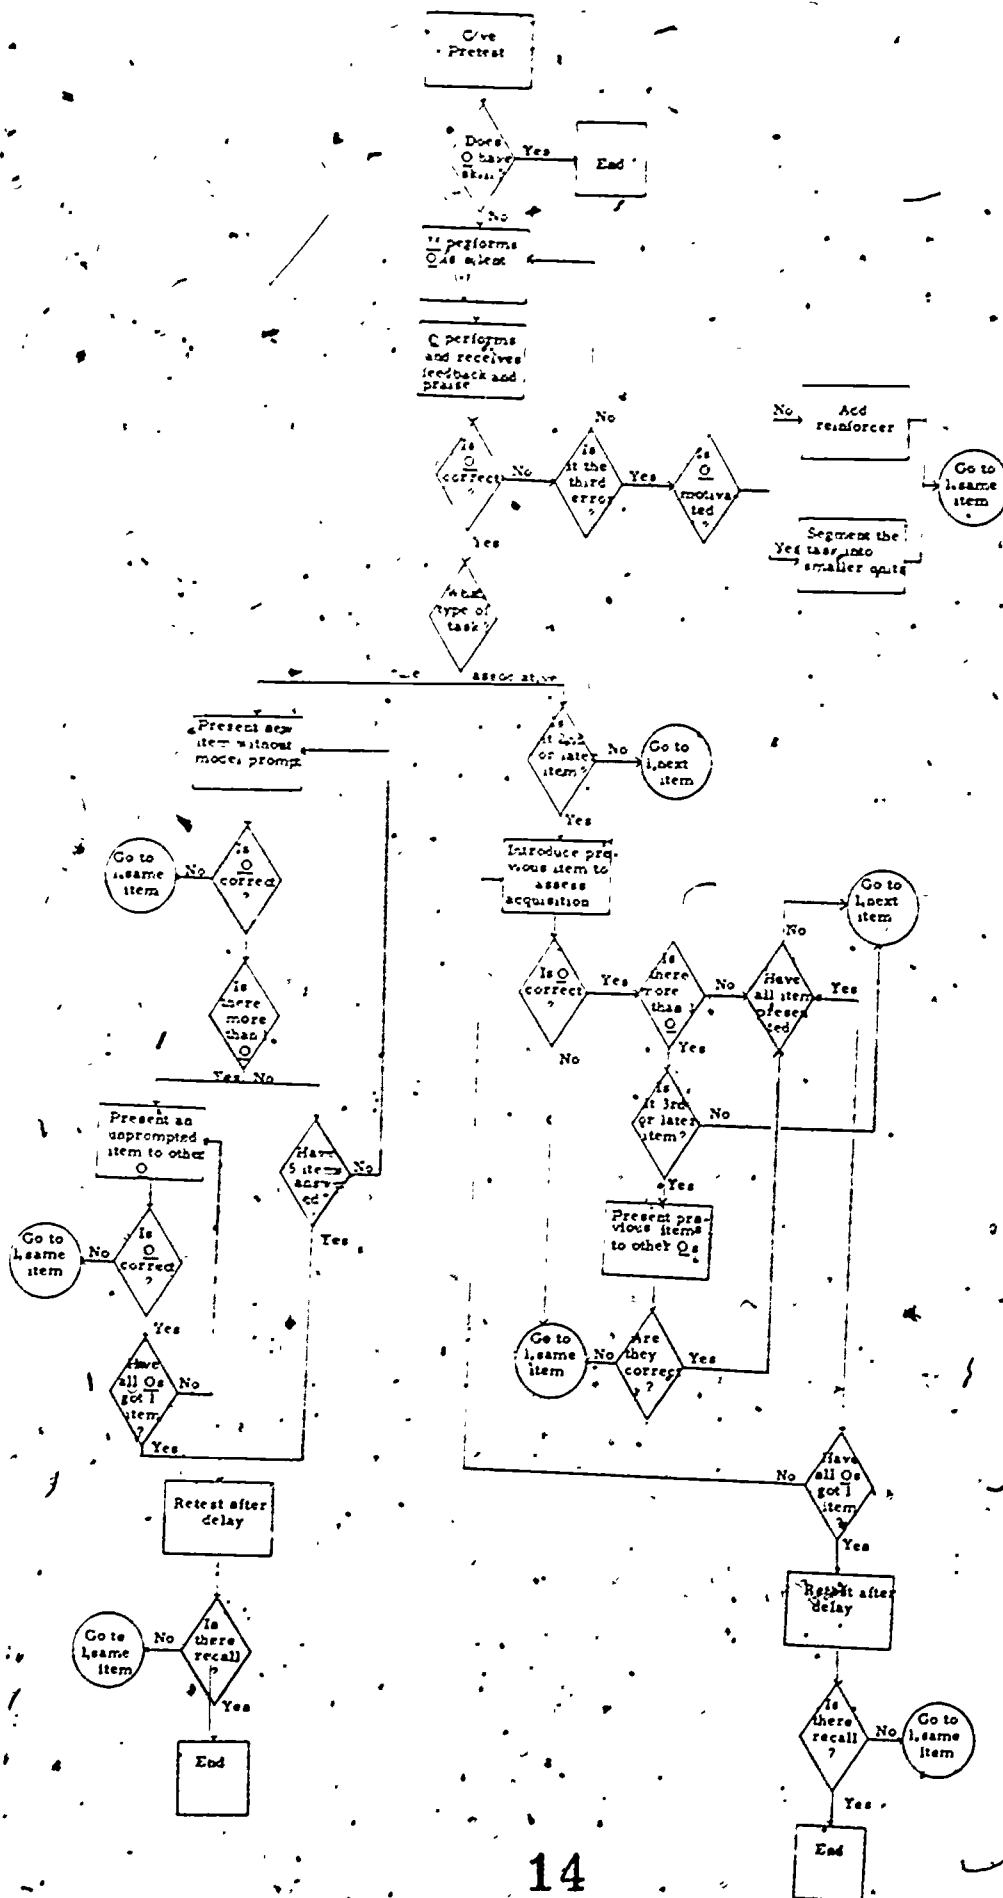 Pretest
Does
O have
Yes
End
No
performs
O is silent
performs
and receives
feedback and
praise
Is
O
correct
?
No
Yes
No
Is
it the
third
error
?
Yes
Is
O
motiva
ted
?
No
Add
reinforcer
Yes
Segment the
task into
smaller units
Go to
1,same
item
What
type of
task?
associative
Present new
item without
model prompt
Is
O
correct
?
No
Go to
1,same
item
Is
there
more
than 1
O
Yes
No
Present an
unprompted
item to other
O
Have
5 items
answ
ed?
No
Yes
Is
O
correct
?
No
Go to
1,same
item
Yes
Have
all Os
got 1
item
?
No
Yes
Retest after
delay
Is
there
recall
?
No
Go to
1,same
item
Yes
End
Is
it 2nd
or later
item?
No
Go to
1,next
item
Yes
Introduce pre-
vious item to
assess
acquisition
Is O
correct
?
Yes
No
Is
there
more
than 1
O
No
Yes
Have
all items
presen
ted
No
Yes
Go to
1,next
item
Is
it 3rd
or later
item?
No
Yes
Present pre-
vious items
to other Os
Are
they
correct
?
No
Yes
Go to
1,same
item
Have
all Os
got 1
item
?
No
Yes
Retest after
delay
Is
there
recall
?
No
Go to
1,same
item
Yes
End
14